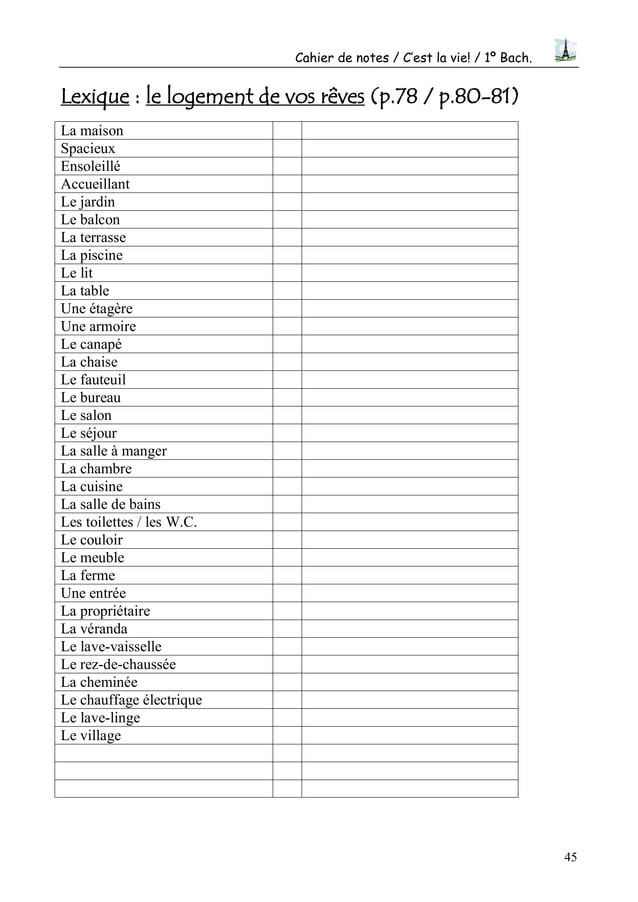 Cahier de notes / C'est la vie! / 1º Bach.
Lexique : le logement de vos rêves (p.78 / p.80-81)
La maison
Spacieux
Ensoleillé
Accueillant
Le jardin
Le balcon
La terrasse
La piscine
Le lit
La table
Une étagère
Une armoire
Le canapé
La chaise
Le fauteuil
Le bureau
Le salon
Le séjour
La salle à manger
La chambre
La cuisine
La salle de bains
Les toilettes / les W.C.
Le couloir
Le meuble
La ferme
Une entrée
La propriétaire
La véranda
Le lave-vaisselle
Le rez-de-chaussée
La cheminée
Le chauffage électrique
Le lave-linge
Le village
45